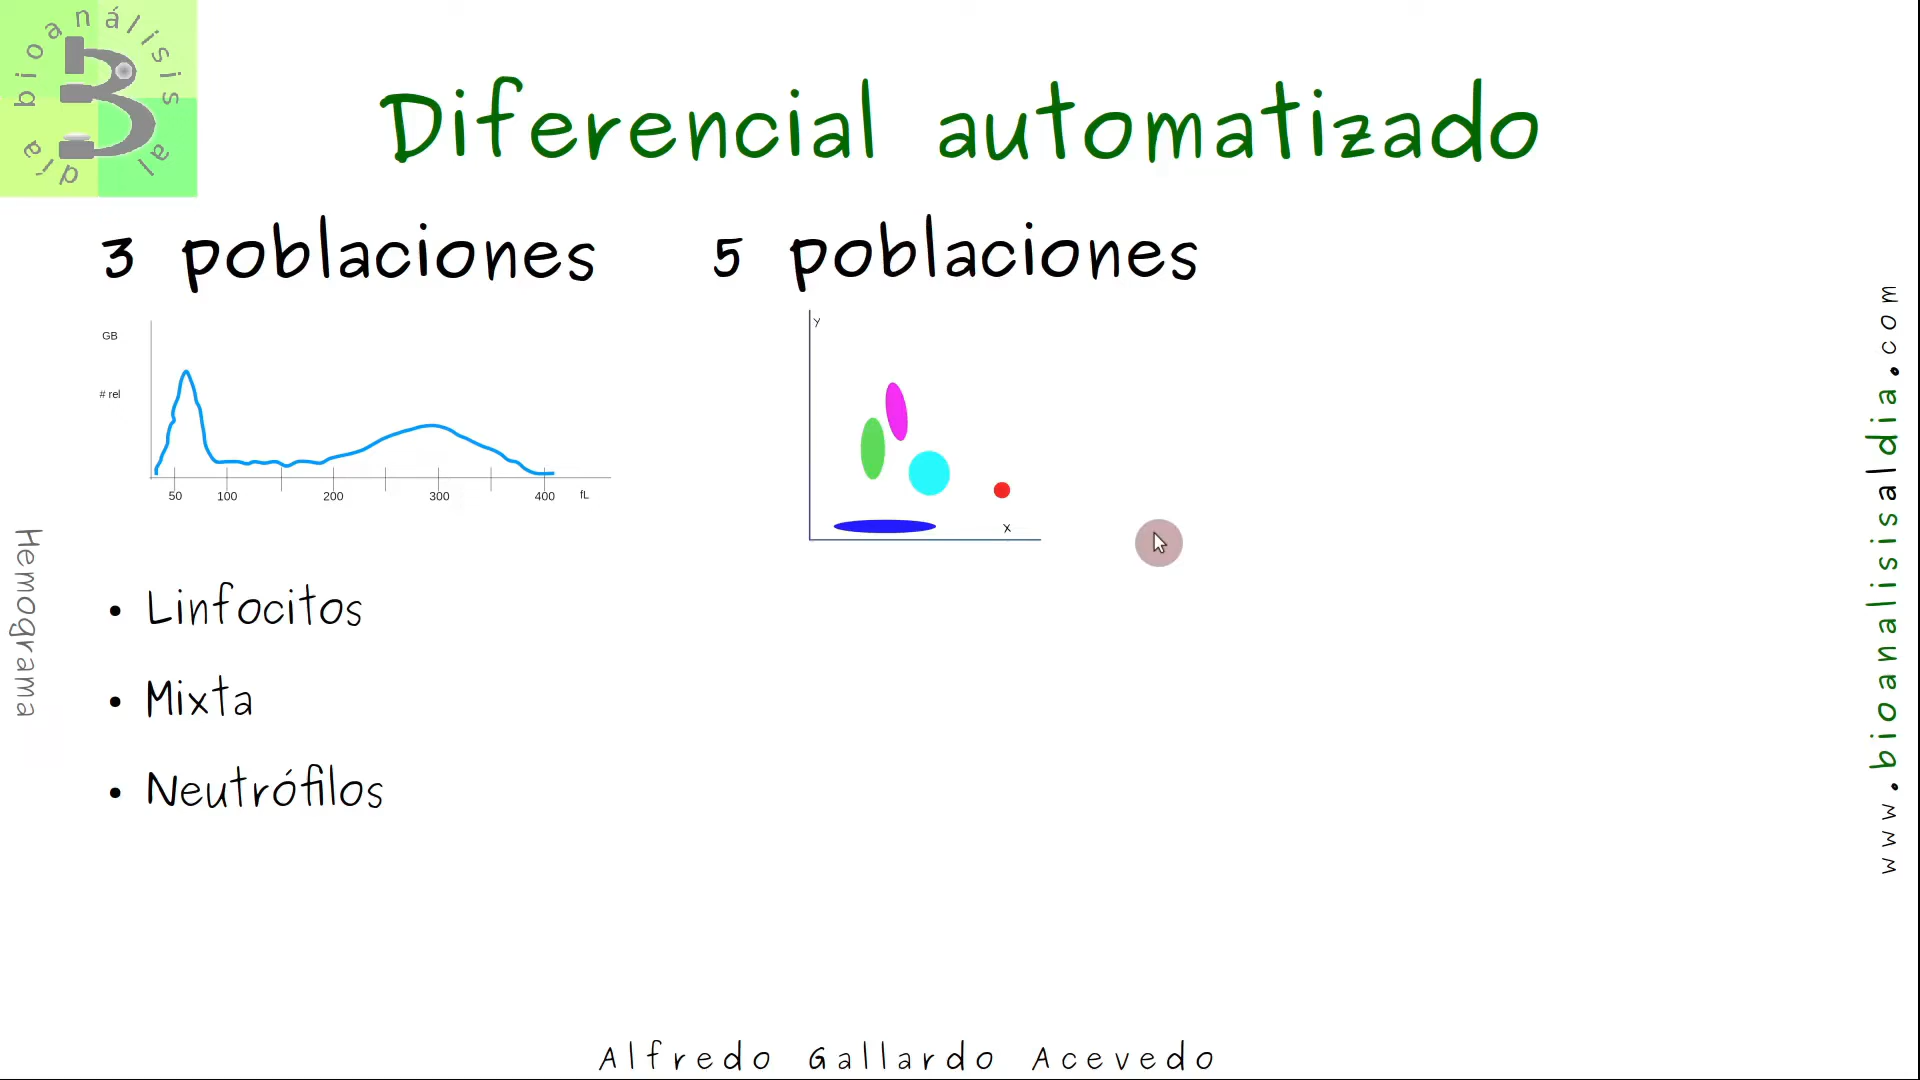 bioanálisis al día
Diferencial automatizado
3 poblaciones
5 poblaciones
GB
# rel
50 100 200 300 400 fL
y
x
• Linfocitos
• Mixta
• Neutrófilos
Hemograma
www.bioanalisisaldia.com
Alfredo Gallardo Acevedo